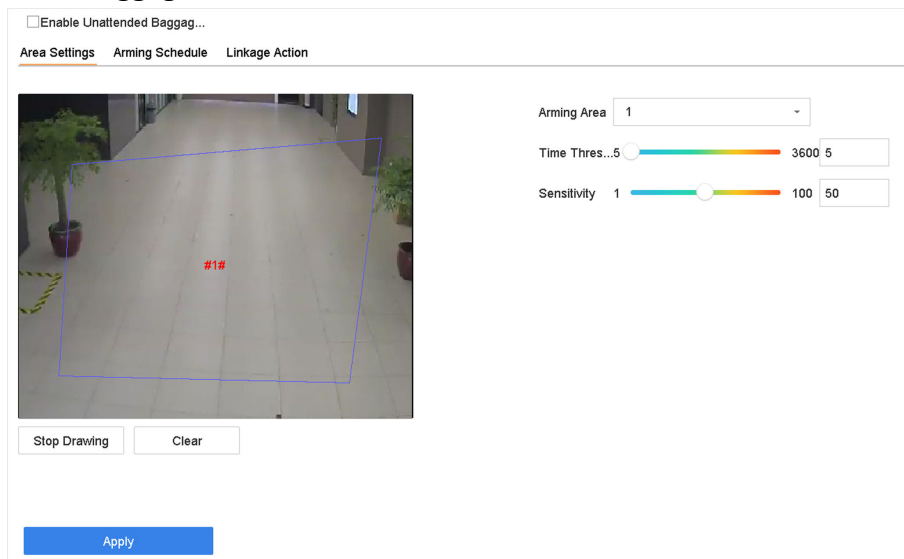 Enable Unattended Baggag...
Area Settings Arming Schedule Linkage Action
Arming Area 1
Time Thres...5 3600 5
Sensitivity 1 100 50
#1#
Stop Drawing Clear
Apply